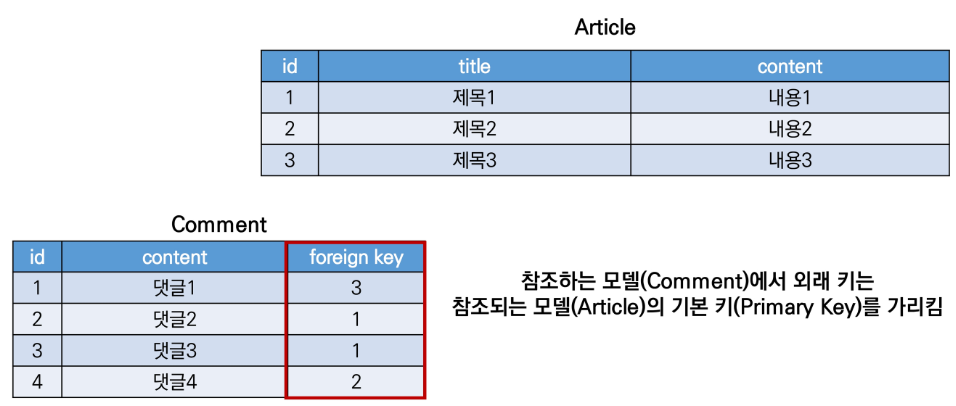 Article
id title content
1 제목1 내용1
2 제목2 내용2
3 제목3 내용3
Comment
id content foreign key
1 댓글1 3
2 댓글2 1
3 댓글3 1
4 댓글4 2
참조하는 모델(Comment)에서 외래 키는
참조되는 모델(Article)의 기본 키(Primary Key)를 가리킴